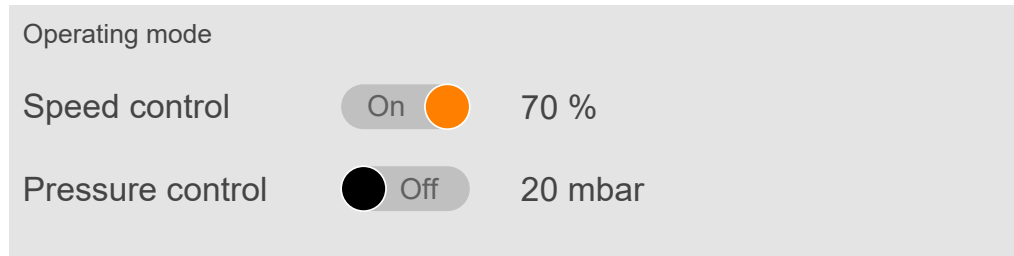 Operating mode
Speed control On 70 %
Pressure control Off 20 mbar